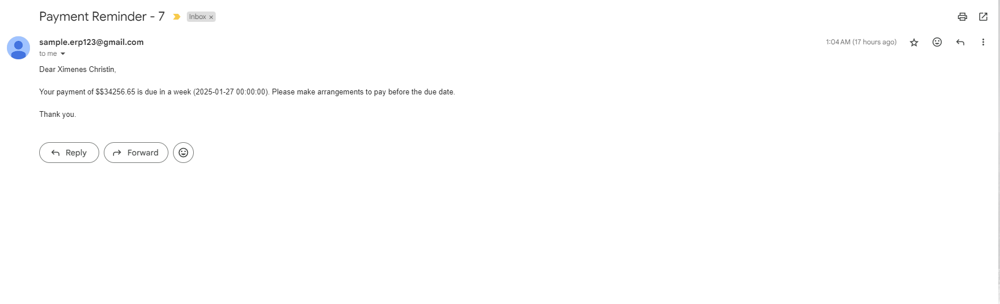 Payment Reminder - 7 Inbox ×
sample.erp123@gmail.com 1:04 AM (17 hours ago)
to me
Dear Ximenes Christin,
Your payment of $$34256.65 is due in a week (2025-01-27 00:00:00). Please make arrangements to pay before the due date.
Thank you.
Reply Forward